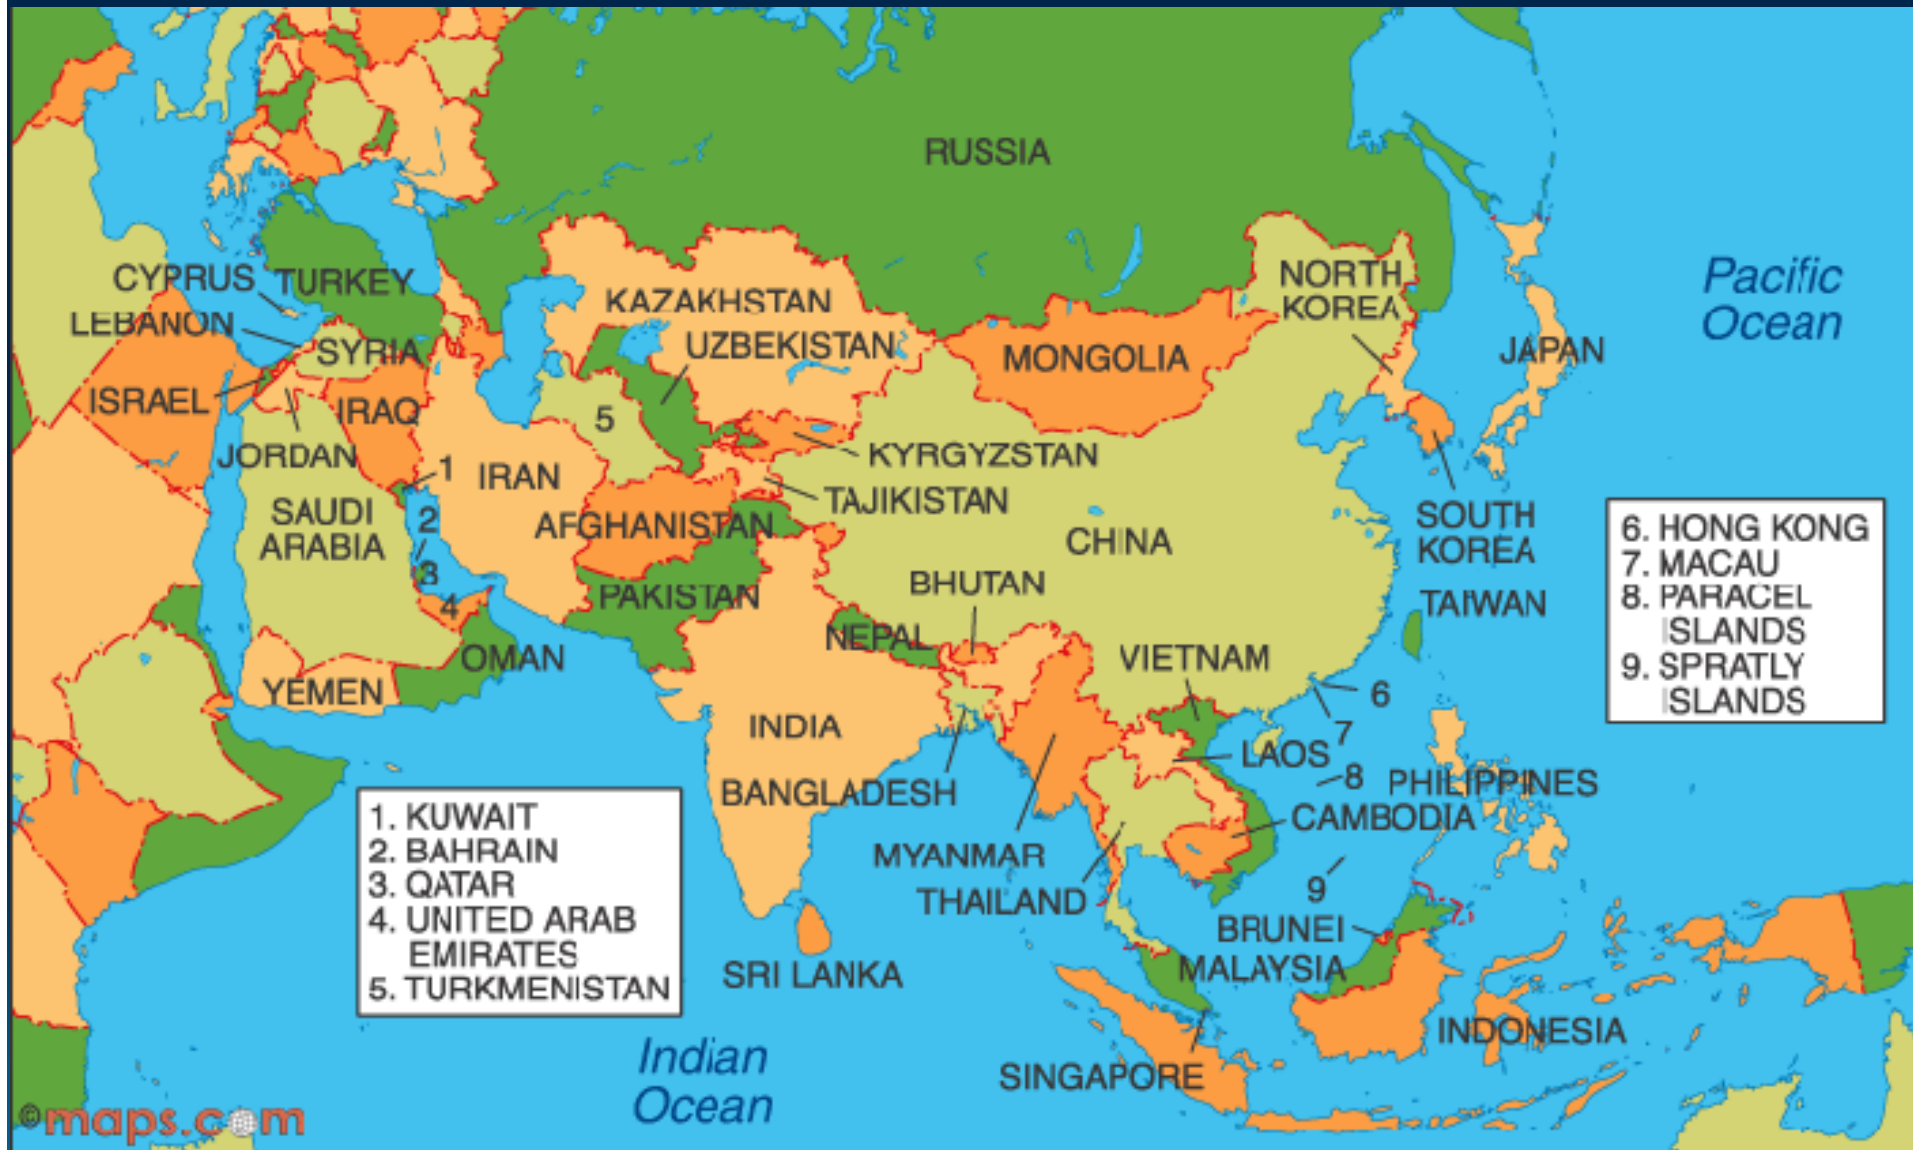 RUSSIA
CYPRUS
TURKEY
LEBANON
SYRIA
ISRAEL
IRAQ
JORDAN
KAZAKHSTAN
UZBEKISTAN
MONGOLIA
NORTH
KOREA
JAPAN
Pacific
Ocean
5
KYRGYZSTAN
1
IRAN
TAJIKISTAN
SAUDI
ARABIA
2
AFGHANISTAN
CHINA
SOUTH
KOREA
3
4
PAKISTAN
BHUTAN
TAIWAN
NEPAL
OMAN
VIETNAM
YEMEN
INDIA
6
7
LAOS
8
PHILIPPINES
BANGLADESH
CAMBODIA
MYANMAR
THAILAND
9
BRUNEI
SRI LANKA
MALAYSIA
INDONESIA
SINGAPORE
Indian
Ocean
6. HONG KONG
7. MACAU
8. PARACEL
ISLANDS
9. SPRATLY
ISLANDS
1. KUWAIT
2. BAHRAIN
3. QATAR
4. UNITED ARAB
EMIRATES
5. TURKMENISTAN
©maps.com